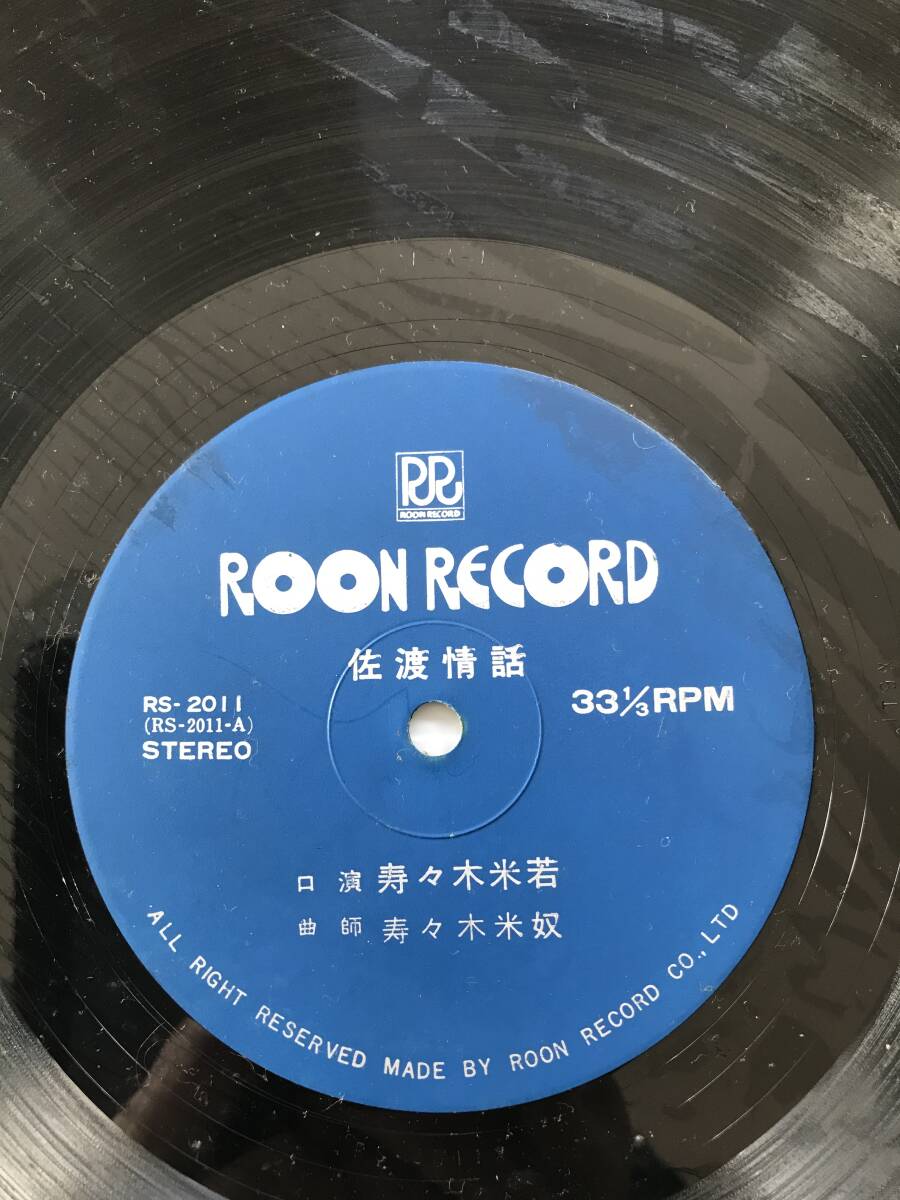 ROON RECORD
ROON RECORD
佐渡情話
RS-2011
(RS-2011-A)
STEREO
33⅓RPM
口演 寿々木米若
曲師 寿々木米奴
ALL RIGHT RESERVED MADE BY ROON RECORD CO., LTD